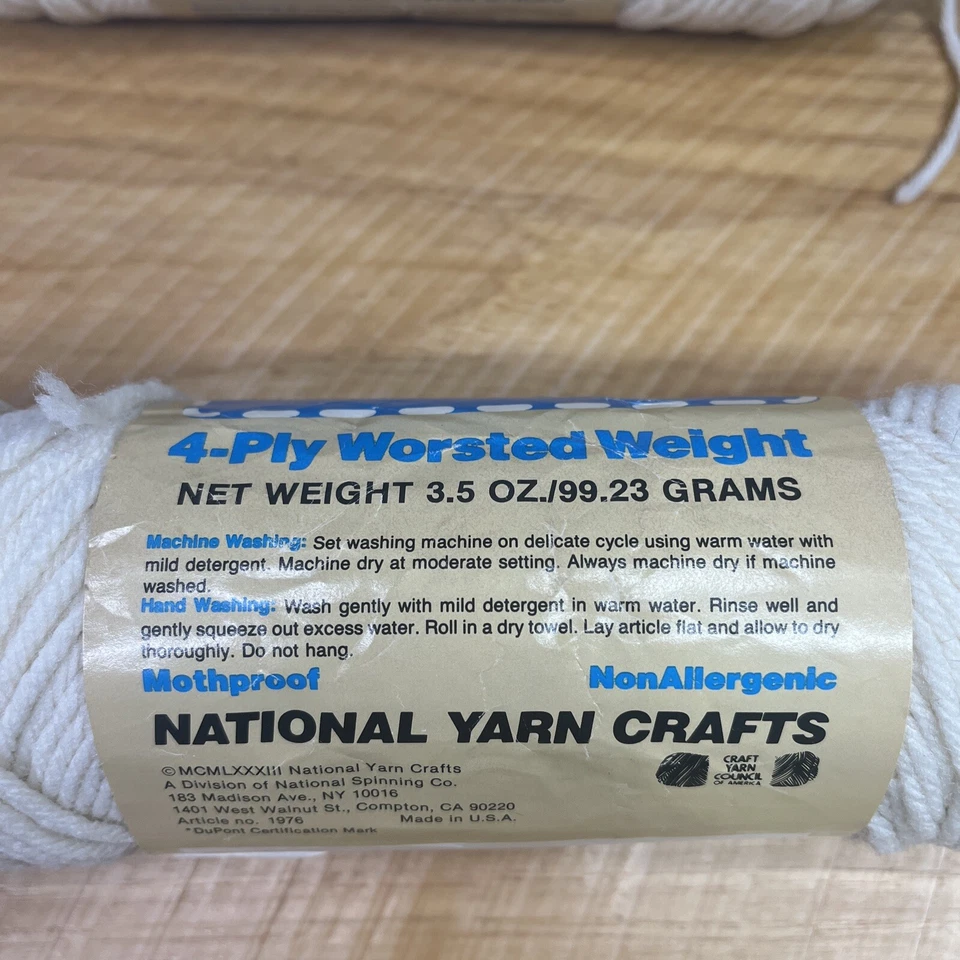 4-Ply Worsted Weight
NET WEIGHT 3.5 OZ./99.23 GRAMS
Machine Washing: Set washing machine on delicate cycle using warm water with
mild detergent. Machine dry at moderate setting. Always machine dry if machine
washed.
Hand Washing: Wash gently with mild detergent in warm water. Rinse well and
gently squeeze out excess water. Roll in a dry towel. Lay article flat and allow to dry
thoroughly. Do not hang.
Mothproof NonAllergenic
NATIONAL YARN CRAFTS
©MCMLXXXIII National Yarn Crafts
A Division of National Spinning Co.
183 Madison Ave., NY 10016
1401 West Walnut St., Compton, CA 90220
Article no. 1976 Made in U.S.A.
*DuPont Certification Mark
CRAFT
YARN
COUNCIL
OF AMERICA